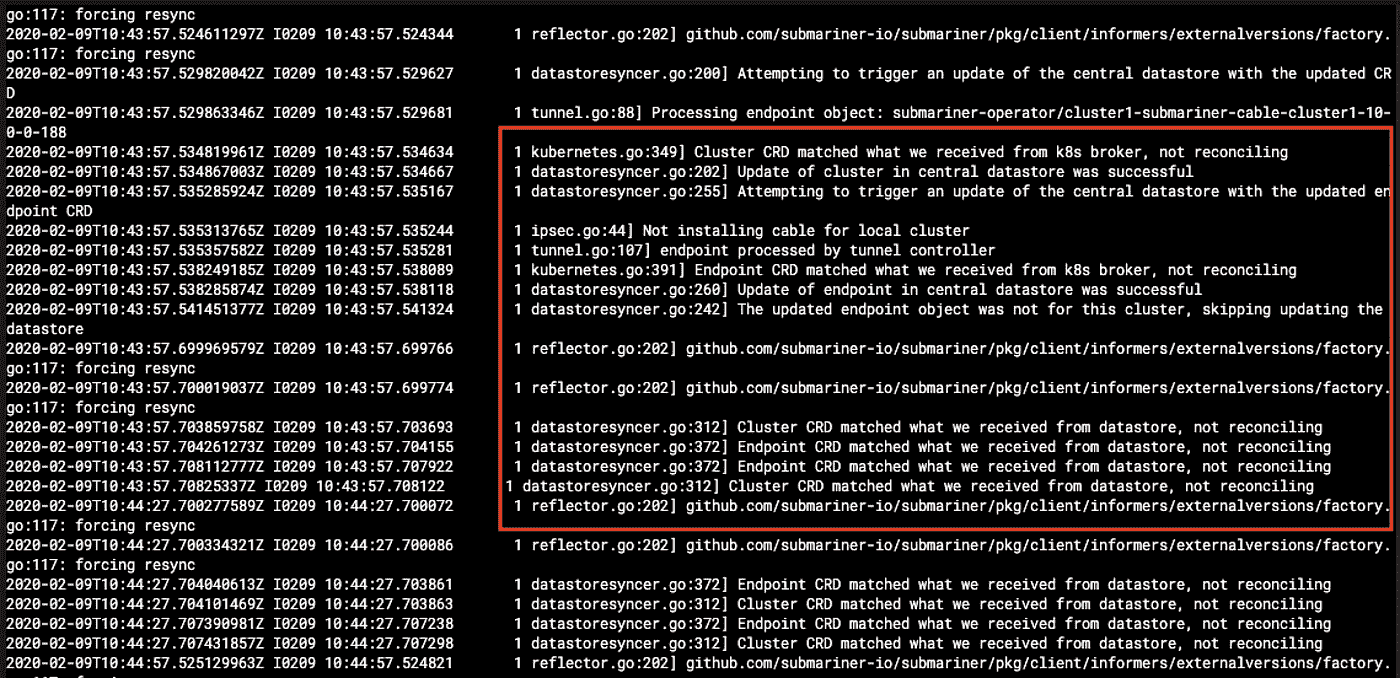 go:117: forcing resync
2020-02-09T10:43:57.524611297Z I0209 10:43:57.524344       1 reflector.go:202] github.com/submariner-io/submariner/pkg/client/informers/externalversions/factory.
go:117: forcing resync
2020-02-09T10:43:57.529820042Z I0209 10:43:57.529627       1 datastoresyncer.go:200] Attempting to trigger an update of the central datastore with the updated CR
D
2020-02-09T10:43:57.529863346Z I0209 10:43:57.529681       1 tunnel.go:88] Processing endpoint object: submariner-operator/cluster1-submariner-cable-cluster1-10-
0-0-188
2020-02-09T10:43:57.534819961Z I0209 10:43:57.534634       1 kubernetes.go:349] Cluster CRD matched what we received from k8s broker, not reconciling
2020-02-09T10:43:57.534867003Z I0209 10:43:57.534667       1 datastoresyncer.go:202] Update of cluster in central datastore was successful
2020-02-09T10:43:57.535285924Z I0209 10:43:57.535167       1 datastoresyncer.go:255] Attempting to trigger an update of the central datastore with the updated en
dpoint CRD
2020-02-09T10:43:57.535313765Z I0209 10:43:57.535244       1 ipsec.go:44] Not installing cable for local cluster
2020-02-09T10:43:57.535357582Z I0209 10:43:57.535281       1 tunnel.go:107] endpoint processed by tunnel controller
2020-02-09T10:43:57.538249185Z I0209 10:43:57.538089       1 kubernetes.go:391] Endpoint CRD matched what we received from k8s broker, not reconciling
2020-02-09T10:43:57.538285874Z I0209 10:43:57.538118       1 datastoresyncer.go:260] Update of endpoint in central datastore was successful
2020-02-09T10:43:57.541451377Z I0209 10:43:57.541324       1 datastoresyncer.go:242] The updated endpoint object was not for this cluster, skipping updating the
datastore
2020-02-09T10:43:57.699969579Z I0209 10:43:57.699766       1 reflector.go:202] github.com/submariner-io/submariner/pkg/client/informers/externalversions/factory.
go:117: forcing resync
2020-02-09T10:43:57.700019037Z I0209 10:43:57.699774       1 reflector.go:202] github.com/submariner-io/submariner/pkg/client/informers/externalversions/factory.
go:117: forcing resync
2020-02-09T10:43:57.703859758Z I0209 10:43:57.703693       1 datastoresyncer.go:312] Cluster CRD matched what we received from datastore, not reconciling
2020-02-09T10:43:57.704261273Z I0209 10:43:57.704155       1 datastoresyncer.go:372] Endpoint CRD matched what we received from datastore, not reconciling
2020-02-09T10:43:57.708112777Z I0209 10:43:57.707922       1 datastoresyncer.go:372] Endpoint CRD matched what we received from datastore, not reconciling
2020-02-09T10:43:57.70825337Z I0209 10:43:57.708122       1 datastoresyncer.go:312] Cluster CRD matched what we received from datastore, not reconciling
2020-02-09T10:44:27.700277589Z I0209 10:44:27.700072       1 reflector.go:202] github.com/submariner-io/submariner/pkg/client/informers/externalversions/factory.
go:117: forcing resync
2020-02-09T10:44:27.700334321Z I0209 10:44:27.700086       1 reflector.go:202] github.com/submariner-io/submariner/pkg/client/informers/externalversions/factory.
go:117: forcing resync
2020-02-09T10:44:27.704040613Z I0209 10:44:27.703861       1 datastoresyncer.go:372] Endpoint CRD matched what we received from datastore, not reconciling
2020-02-09T10:44:27.704101469Z I0209 10:44:27.703863       1 datastoresyncer.go:312] Cluster CRD matched what we received from datastore, not reconciling
2020-02-09T10:44:27.707390981Z I0209 10:44:27.707238       1 datastoresyncer.go:372] Endpoint CRD matched what we received from datastore, not reconciling
2020-02-09T10:44:27.707431857Z I0209 10:44:27.707298       1 datastoresyncer.go:312] Cluster CRD matched what we received from datastore, not reconciling
2020-02-09T10:44:57.525129963Z I0209 10:44:57.524821       1 reflector.go:202] github.com/submariner-io/submariner/pkg/client/informers/externalversions/factory.